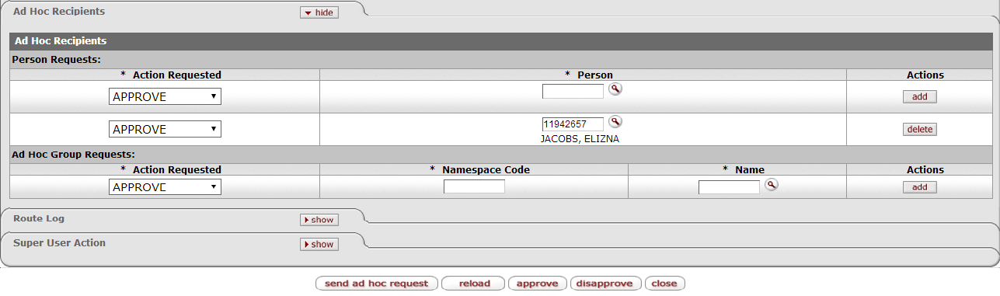 Ad Hoc Recipients hide
Ad Hoc Recipients
Person Requests:
* Action Requested * Person Actions
APPROVE add
APPROVE 11942657 delete
JACOBS, ELIZNA
Ad Hoc Group Requests:
* Action Requested * Namespace Code * Name Actions
APPROVE add
Route Log show
Super User Action show
send ad hoc request reload approve disapprove close